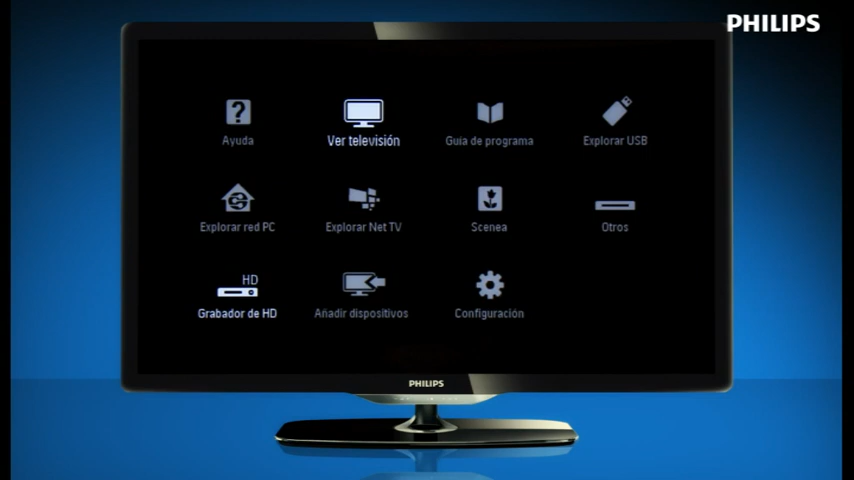 PHILIPS
Ayuda
Ver televisión
Guía de programa
Explorar USB
Explorar red PC
Explorar Net TV
Scenea
Otros
HD
Grabador de HD
Añadir dispositivos
Configuración
PHILIPS